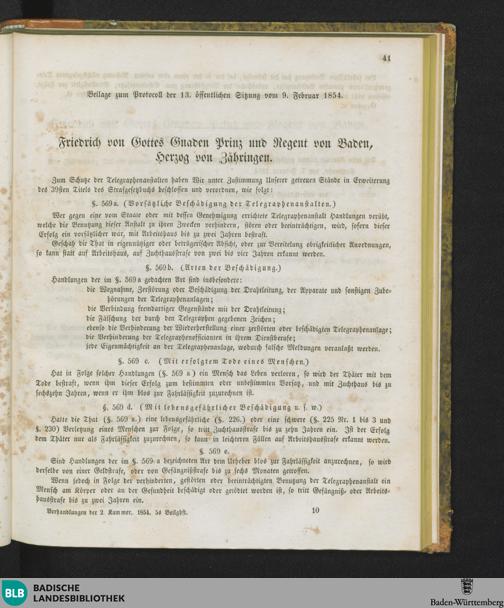 41
Beilage zum Protocoll der 13. öffentlichen Sitzung vom 9. Februar 1854.
Friedrich von Gottes Gnaden Prinz und Regent von Baden,
Herzog von Zähringen.
Zum Schutze der Telegraphenanstalten haben Wir unter Zustimmung Unserer getreuen Stände in Erweiterung
des 39sten Titels des Strafgesetzbuchs beschlossen und verordnen, wie folgt:
§. 569a. (Vorsätzliche Beschädigung der Telegraphenanstalten.)
Wer gegen eine vom Staate oder mit dessen Genehmigung errichtete Telegraphenanstalt Handlungen verübt,
welche die Benutzung dieser Anstalt zu ihren Zwecken verhindern, stören oder beeinträchtigen, wird, sofern dieser
Erfolg ein vorsätzlicher war, mit Arbeitshaus bis zu zwei Jahren bestraft.
Geschah die That in eigennütziger oder betrügerischer Absicht, oder zur Vereitelung obrigkeitlicher Anordnungen,
so kann statt auf Arbeitshaus, auf Zuchthausstrafe von zwei bis vier Jahren erkannt werden.
§. 569b. (Arten der Beschädigung.)
Handlungen der im §. 569a gedachten Art sind insbesondere:
die Wegnahme, Zerstörung oder Beschädigung der Drahtleitung, der Apparate und sonstigen Zube-
hörungen der Telegraphenanlagen;
die Verbindung fremdartiger Gegenstände mit der Drahtleitung;
die Fälschung der durch den Telegraphen gegebenen Zeichen;
ebenso die Verhinderung der Wiederherstellung einer zerstörten oder beschädigten Telegraphenanlage;
die Verhinderung der Telegraphenofficianten in ihrem Dienstberufe;
jede Eigenmächtigkeit an der Telegraphenanlage, wodurch falsche Meldungen veranlaßt werden.
§. 569 c. (Mit erfolgtem Tode eines Menschen.)
Hat in Folge solcher Handlungen (§. 569 a) ein Mensch das Leben verloren, so wird der Thäter mit dem
Tode bestraft, wenn ihm dieser Erfolg zum bestimmten oder unbestimmten Vorsatz, und mit Zuchthaus bis zu
sechszehn Jahren, wenn er ihm blos zur Fahrlässigkeit zuzurechnen ist.
§. 569 d. (Mit lebensgefährlicher Beschädigung u. s. w.)
Hatte die That (§. 569 a.) eine lebensgefährliche (§. 226.) oder eine schwere (§. 225 Nr. 1 bis 3 und
§. 230) Verletzung eines Menschen zur Folge, so tritt Zuchthausstrafe bis zu zehn Jahren ein. Ist der Erfolg
dem Thäter nur als Fahrlässigkeit zuzurechnen, so kann in leichteren Fällen auf Arbeitshausstrafe erkannt werden.
§. 569 e.
Sind Handlungen der im §. 569 a bezeichneten Art dem Urheber blos zur Fahrlässigkeit anzurechnen, so wird
derselbe von einer Geldstrafe, oder von Gefängnißstrafe bis zu sechs Monaten getroffen.
Wenn jedoch in Folge der verhinderten, gestörten oder beeinträchtigten Benutzung der Telegraphenanstalt ein
Mensch am Körper oder an der Gesundheit beschädigt oder getödtet worden ist, so tritt Gefängniß- oder Arbeits-
hausstrafe bis zu zwei Jahren ein.
Verhandlungen der 2. Kammer. 1854. 5s Beilghft. 10
BLB BADISCHE
LANDESBIBLIOTHEK
Baden-Württemberg